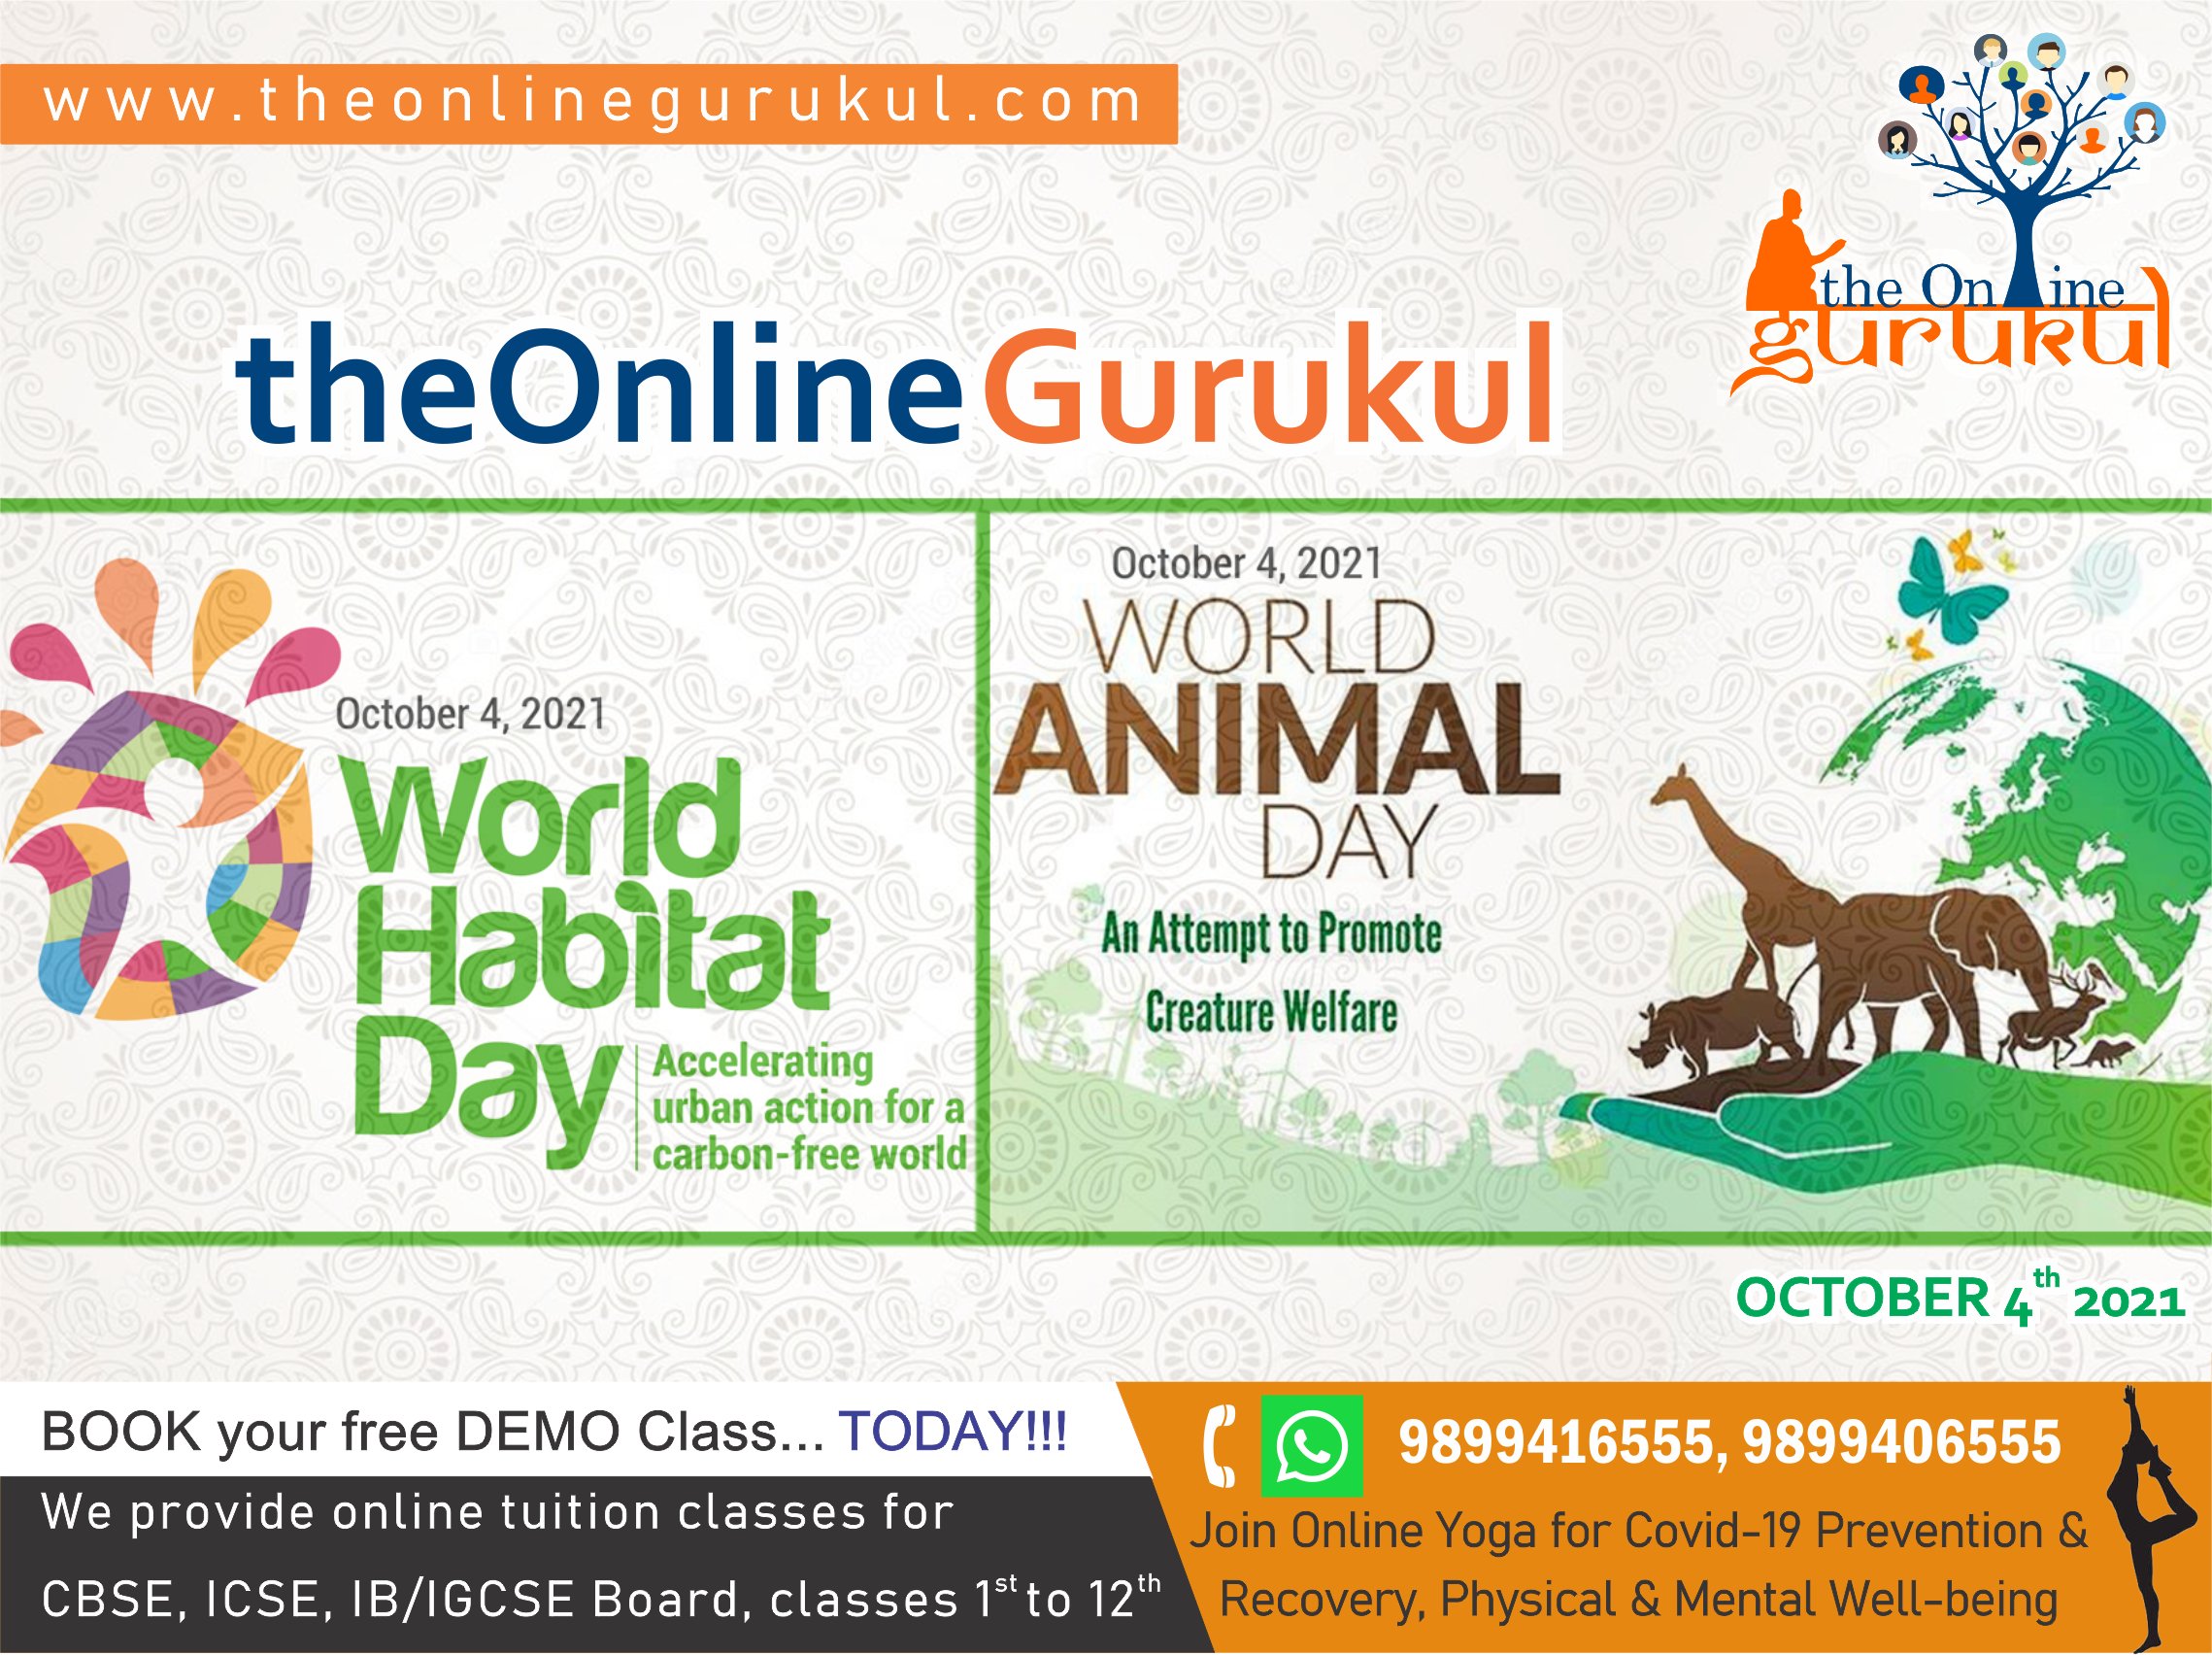 www.theonlinegurukul.com
the Online
gurukul
theOnlineGurukul
October 4, 2021
World
Habitat
Day
Accelerating
urban action for a
carbon-free world
October 4, 2021
WORLD
ANIMAL
DAY
An Attempt to Promote
Creature Welfare
OCTOBER 4th 2021
BOOK your free DEMO Class... TODAY!!!
We provide online tuition classes for
CBSE, ICSE, IB/IGCSE Board, classes 1st to 12th
9899416555, 9899406555
Join Online Yoga for Covid-19 Prevention &
Recovery, Physical & Mental Well-being